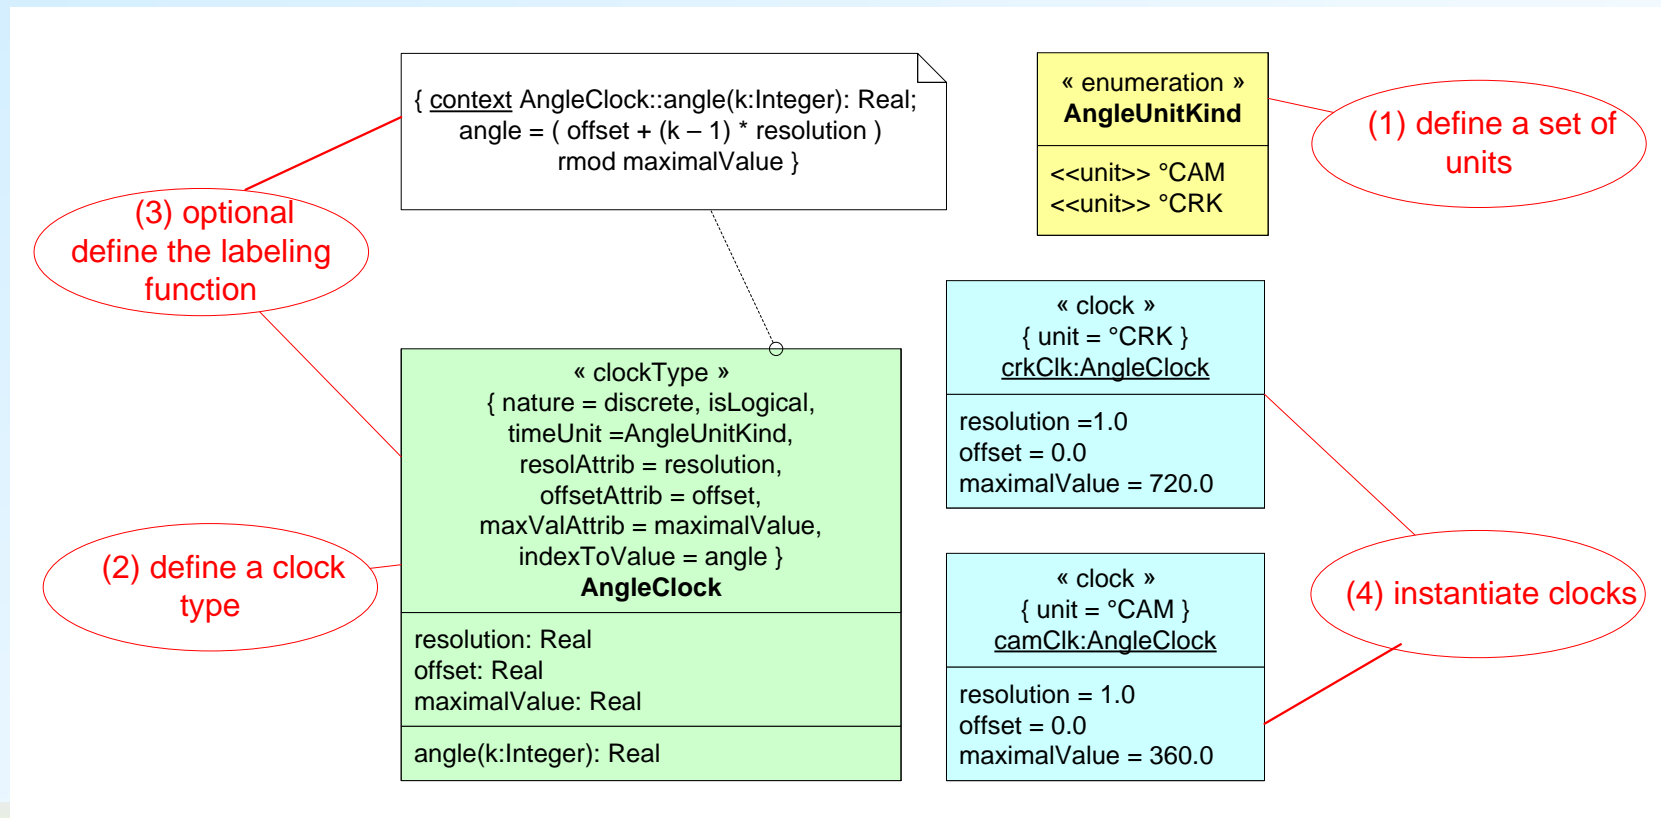 { context AngleClock::angle(k:Integer): Real;
angle = ( offset + (k – 1) * resolution )
rmod maximalValue }
« enumeration »
AngleUnitKind
<<unit>> °CAM
<<unit>> °CRK
(1) define a set of
units
(3) optional
define the labeling
function
« clockType »
{ nature = discrete, isLogical,
timeUnit =AngleUnitKind,
resolAttrib = resolution,
offsetAttrib = offset,
maxValAttrib = maximalValue,
indexToValue = angle }
AngleClock
resolution: Real
offset: Real
maximalValue: Real
angle(k:Integer): Real
(2) define a clock
type
« clock »
{ unit = °CRK }
crkClk:AngleClock
resolution =1.0
offset = 0.0
maximalValue = 720.0
« clock »
{ unit = °CAM }
camClk:AngleClock
resolution = 1.0
offset = 0.0
maximalValue = 360.0
(4) instantiate clocks